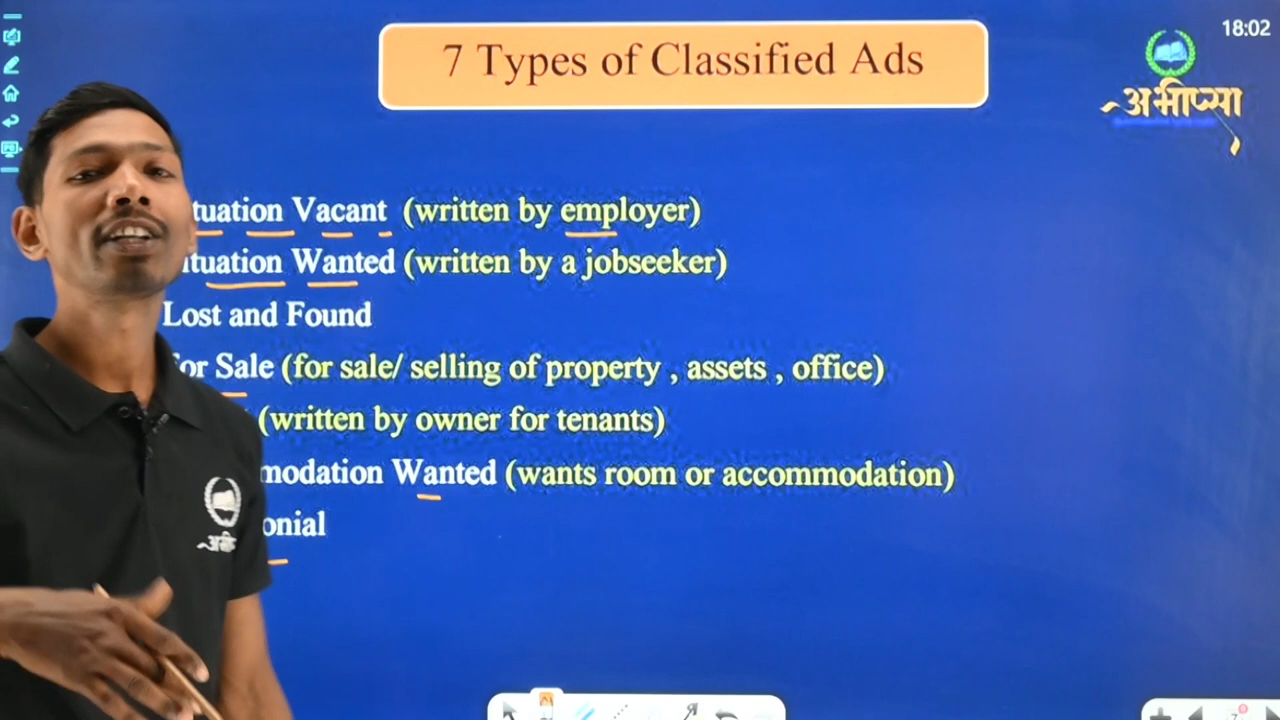 7 Types of Classified Ads
18:02
अभीप्सा
tuation Vacant (written by employer)
tuation Wanted (written by a jobseeker)
Lost and Found
For Sale (for sale/ selling of property , assets , office)
(written by owner for tenants)
modation Wanted (wants room or accommodation)
onial